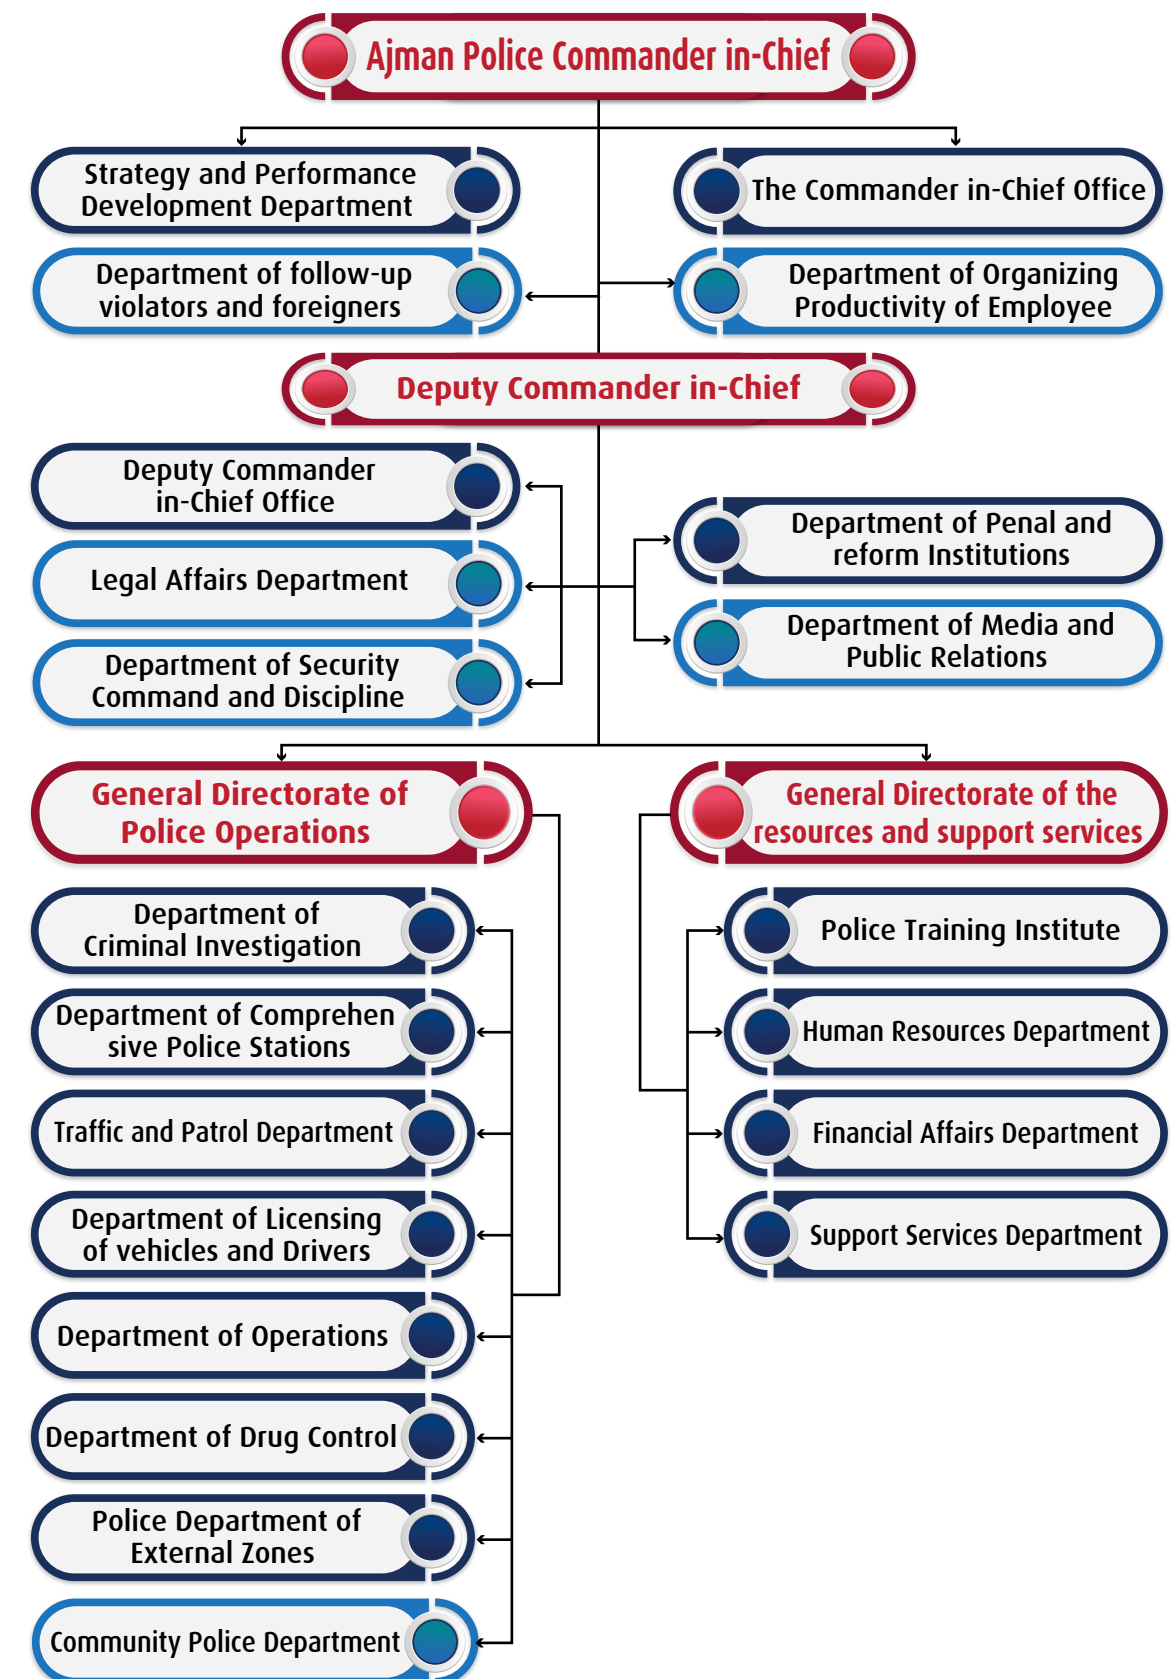 Ajman Police Commander in-Chief
Strategy and Performance
Development Department
The Commander in-Chief Office
Department of follow-up
violators and foreigners
Department of Organizing
Productivity of Employee
Deputy Commander in-Chief
Deputy Commander
in-Chief Office
Legal Affairs Department
Department of Security
Command and Discipline
Department of Penal and
reform Institutions
Department of Media and
Public Relations
General Directorate of
Police Operations
General Directorate of the
resources and support services
Department of
Criminal Investigation
Department of Comprehen
sive Police Stations
Traffic and Patrol Department
Department of Licensing
of vehicles and Drivers
Department of Operations
Department of Drug Control
Police Department of
External Zones
Community Police Department
Police Training Institute
Human Resources Department
Financial Affairs Department
Support Services Department